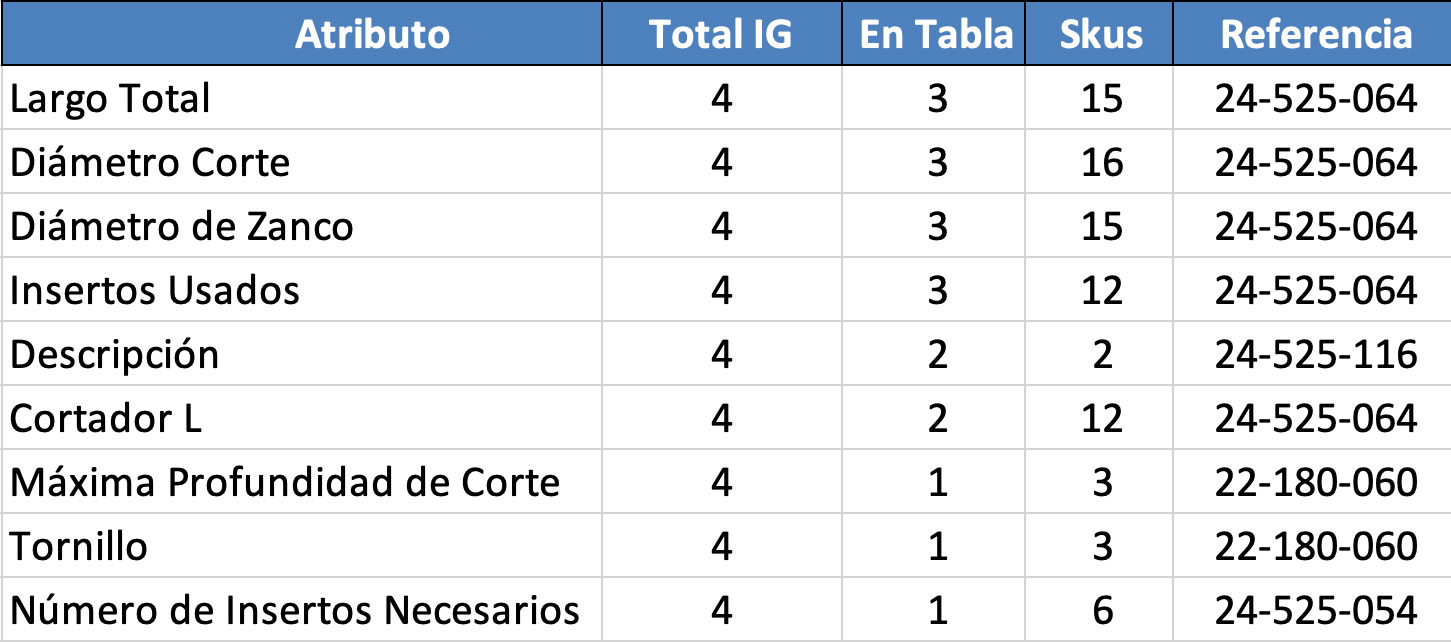 Atributo Total IG En Tabla Skus Referencia
Largo Total 4 3 15 24-525-064
Diámetro Corte 4 3 16 24-525-064
Diámetro de Zanco 4 3 15 24-525-064
Insertos Usados 4 3 12 24-525-064
Descripción 4 2 2 24-525-116
Cortador L 4 2 12 24-525-064
Máxima Profundidad de Corte 4 1 3 22-180-060
Tornillo 4 1 3 22-180-060
Número de Insertos Necesarios 4 1 6 24-525-054